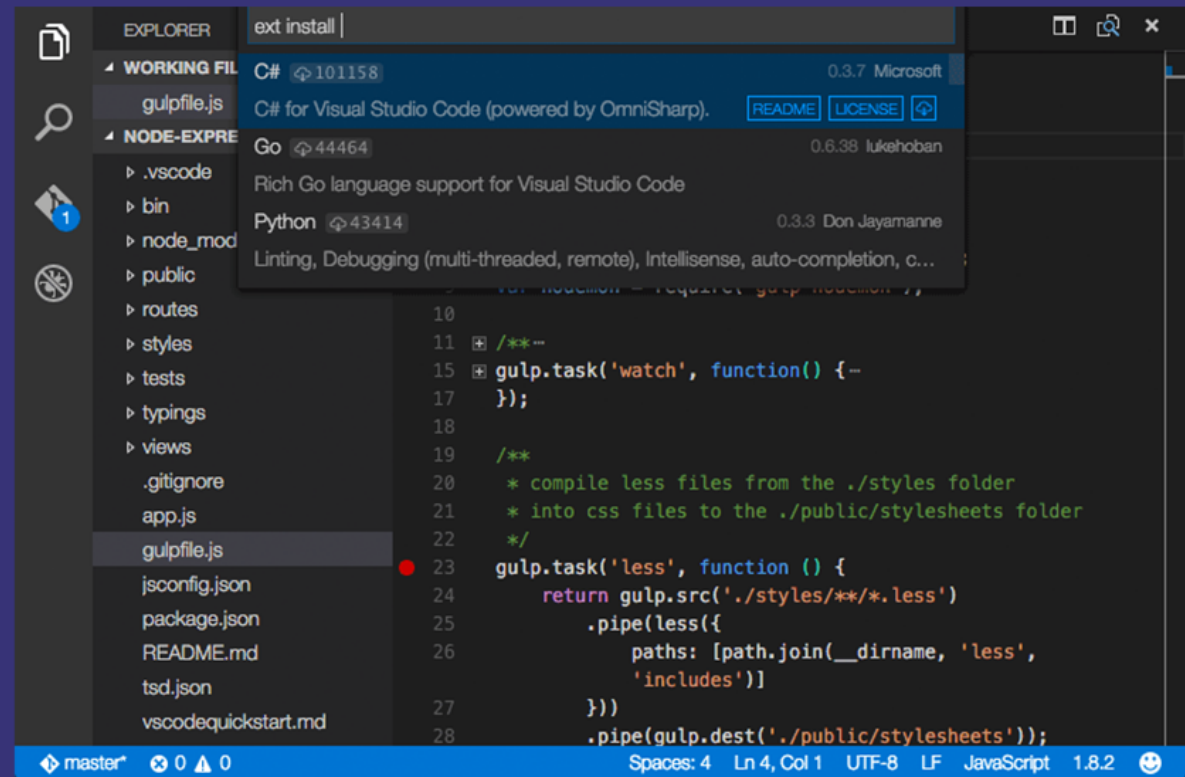 EXPLORER
WORKING FIL
gulpfile.js
NODE-EXPRE
.vscode
bin
node_mod
public
routes
styles
tests
typings
views
.gitignore
app.js
gulpfile.js
jsconfig.json
package.json
README.md
tsd.json
vscodequickstart.md
1
ext install
C# 101158 0.3.7 Microsoft
C# for Visual Studio Code (powered by OmniSharp). README LICENSE
Go 44464 0.6.38 lukehoban
Rich Go language support for Visual Studio Code
Python 43414 0.3.3 Don Jayamanne
Linting, Debugging (multi-threaded, remote), Intellisense, auto-completion, c...
9 var nodemon = require('gulp-nodemon');
10
11 /**⋯
15 gulp.task('watch', function() {⋯
17 });
18
19 /**
20 * compile less files from the ./styles folder
21 * into css files to the ./public/stylesheets folder
22 */
23 gulp.task('less', function () {
24 return gulp.src('./styles/**/*.less')
25 .pipe(less({
26 paths: [path.join(__dirname, 'less',
'includes')]
27 }))
28 .pipe(gulp.dest('./public/stylesheets'));
master* 0 0 Spaces: 4 Ln 4, Col 1 UTF-8 LF JavaScript 1.8.2